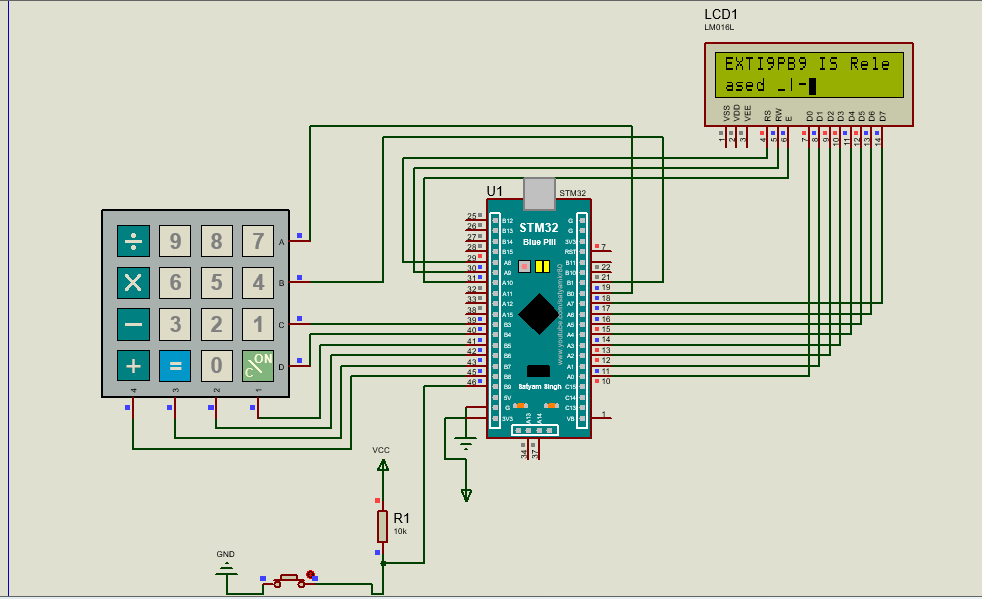 LCD1
LM016L
EXTI9PB9 IS Rele
ased _|-
VSS VDD VEE RS RW E D0 D1 D2 D3 D4 D5 D6 D7
1 2 3 4 5 6 7 8 9 10 11 12 13 14
U1
STM32
STM32
Blue Pill
25 B12 G
26 B13 G
27 B14 3V3 7
28 B15 RST
29 A8 B11 22
30 A9 B10 21
31 A10 B1 19
32 A11 B0 18
33 A12 A7 17
38 A15 A6 16
39 B3 A5 15
40 B4 A4 14
41 B5 A3 13
42 B6 A2 12
43 B7 A1 11
45 B8 A0 10
46 B9 C15
5V C14
G C13
3V3 VB 1
Satyam Singh
A13 A14
34 37
÷ 9 8 7 A
× 6 5 4 B
− 3 2 1 C
+ = 0 ON C D
4 3 2 1
VCC
R1
10k
GND